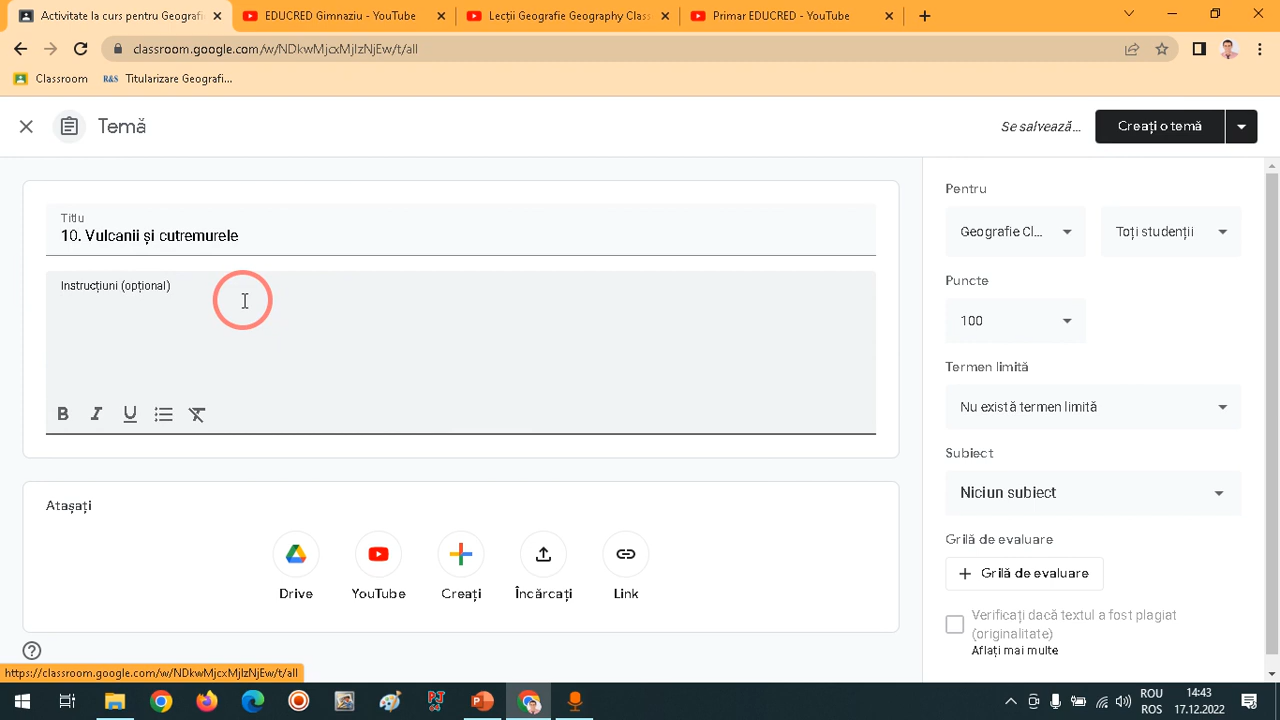 Activitate la curs pentru Geografi
EDUCRED Gimnaziu - YouTube
Lecții Geografie Geography Class
Primar EDUCRED - YouTube
classroom.google.com/w/NDkwMjcxMjIzNjEw/t/all
Classroom
R&S Titularizare Geografi...
Temă
Se salvează...
Creați o temă
Titlu
10. Vulcanii și cutremurele
Instrucțiuni (opțional)
B I U
Atașați
Drive
YouTube
Creați
Încărcați
Link
Pentru
Geografie Cl...
Toți studenții
Puncte
100
Termen limită
Nu există termen limită
Subiect
Niciun subiect
Grilă de evaluare
Grilă de evaluare
Verificați dacă textul a fost plagiat
(originalitate)
Aflați mai multe
https://classroom.google.com/w/NDkwMjcxMjIzNjEw/t/all
ROU
ROS
14:43
17.12.2022